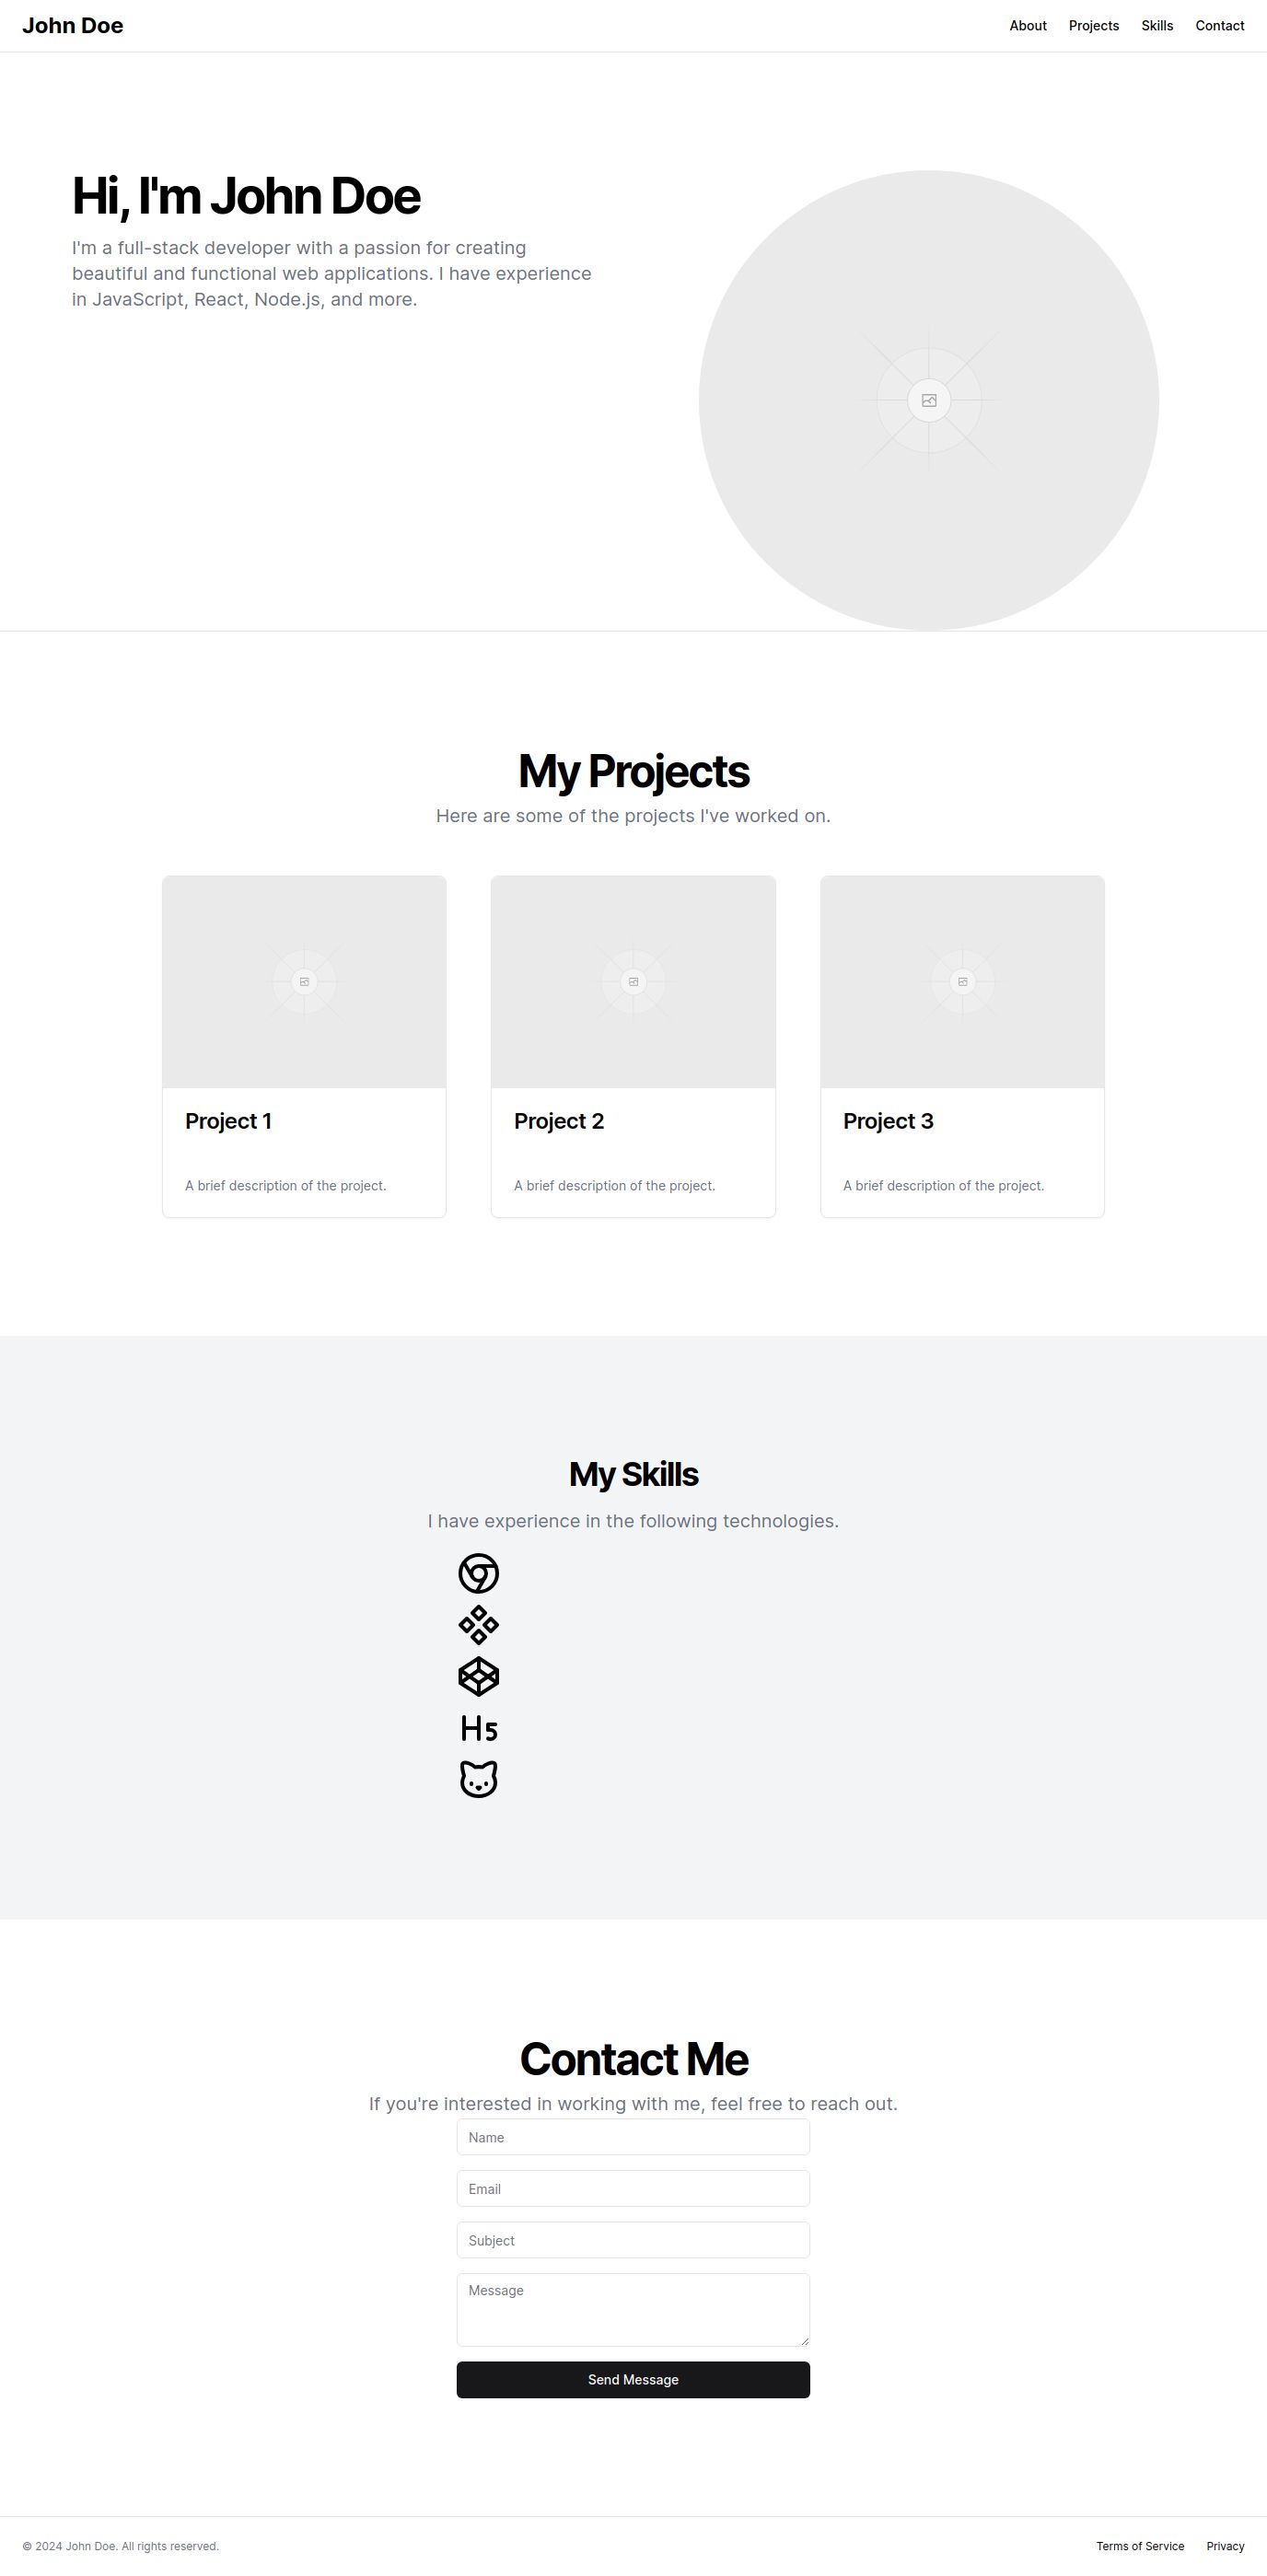 John Doe
About Projects Skills Contact
Hi, I'm John Doe
I'm a full-stack developer with a passion for creating
beautiful and functional web applications. I have experience
in JavaScript, React, Node.js, and more.
My Projects
Here are some of the projects I've worked on.
Project 1
A brief description of the project.
Project 2
A brief description of the project.
Project 3
A brief description of the project.
My Skills
I have experience in the following technologies.
H5
Contact Me
If you're interested in working with me, feel free to reach out.
Name
Email
Subject
Message
Send Message
© 2024 John Doe. All rights reserved.
Terms of Service Privacy